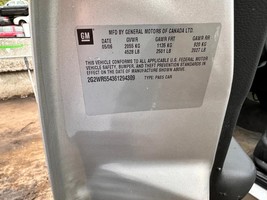 GM
MFD BY GENERAL MOTORS OF CANADA LTD.
DATE GVWR GAWR FRT GAWR RR
05/06 2055 KG 1135 KG 920 KG
4529 LB 2501 LB 2027 LB
THIS VEHICLE CONFORMS TO ALL APPLICABLE U.S. FEDERAL MOTOR
VEHICLE SAFETY, BUMPER, AND THEFT PREVENTION STANDARDS IN
EFFECT ON THE DATE OF MANUFACTURE SHOWN ABOVE.
2G2WR554361294389 TYPE: PASS CAR